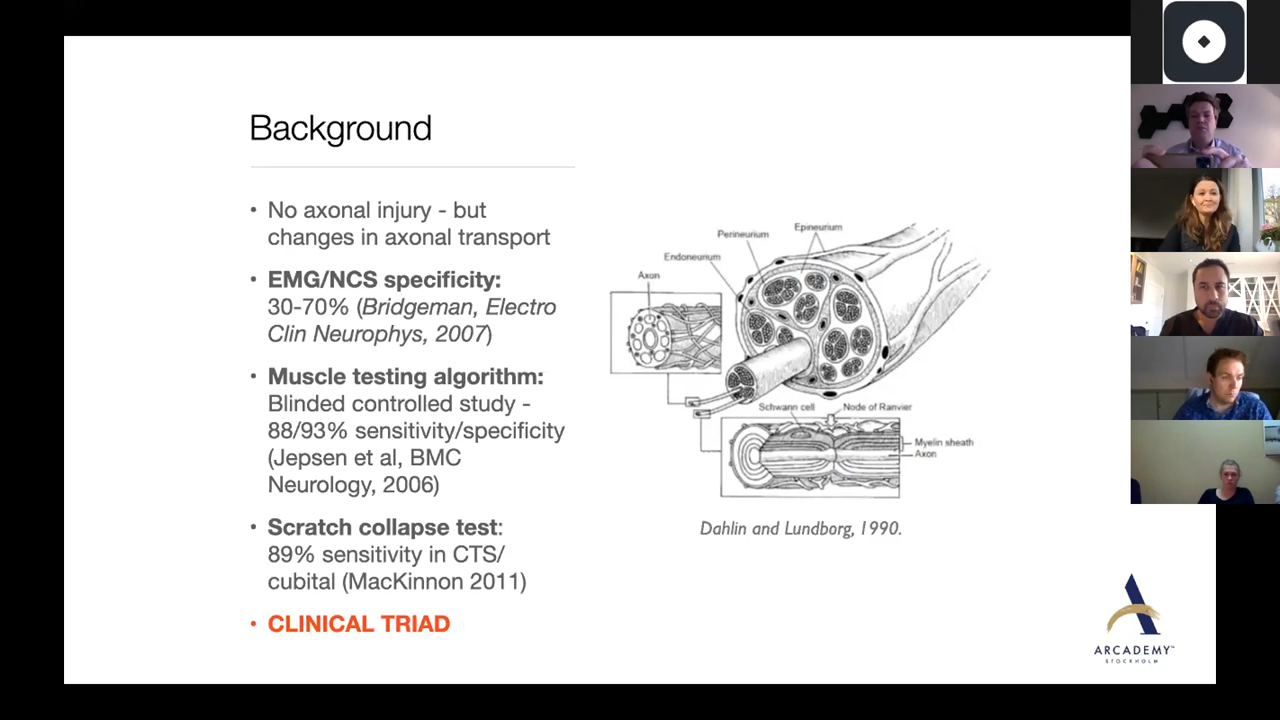 Background
• No axonal injury - but
changes in axonal transport
• EMG/NCS specificity:
30-70% (Bridgeman, Electro
Clin Neurophys, 2007)
• Muscle testing algorithm:
Blinded controlled study -
88/93% sensitivity/specificity
(Jepsen et al, BMC
Neurology, 2006)
• Scratch collapse test:
89% sensitivity in CTS/
cubital (MacKinnon 2011)
• CLINICAL TRIAD
Epineurium
Perineurium
Endoneurium
Axon
Schwann cell
Node of Ranvier
Myelin sheath
Axon
Dahlin and Lundborg, 1990.
ARCADEMY™
STOCKHOLM